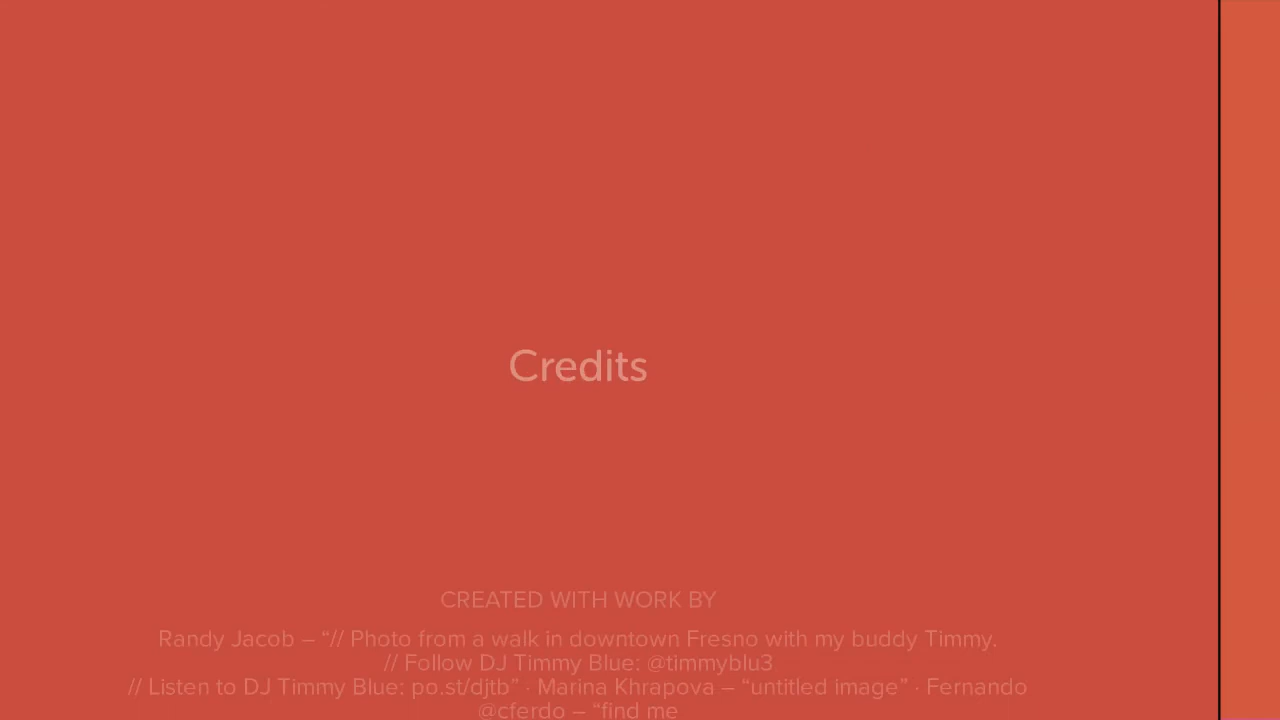 Credits
CREATED WITH WORK BY
Randy Jacob – “// Photo from a walk in downtown Fresno with my buddy Timmy.
// Follow DJ Timmy Blue: @timmyblu3
// Listen to DJ Timmy Blue: po.st/djtb” · Marina Khrapova – “untitled image” · Fernando
@cferdo – “find me